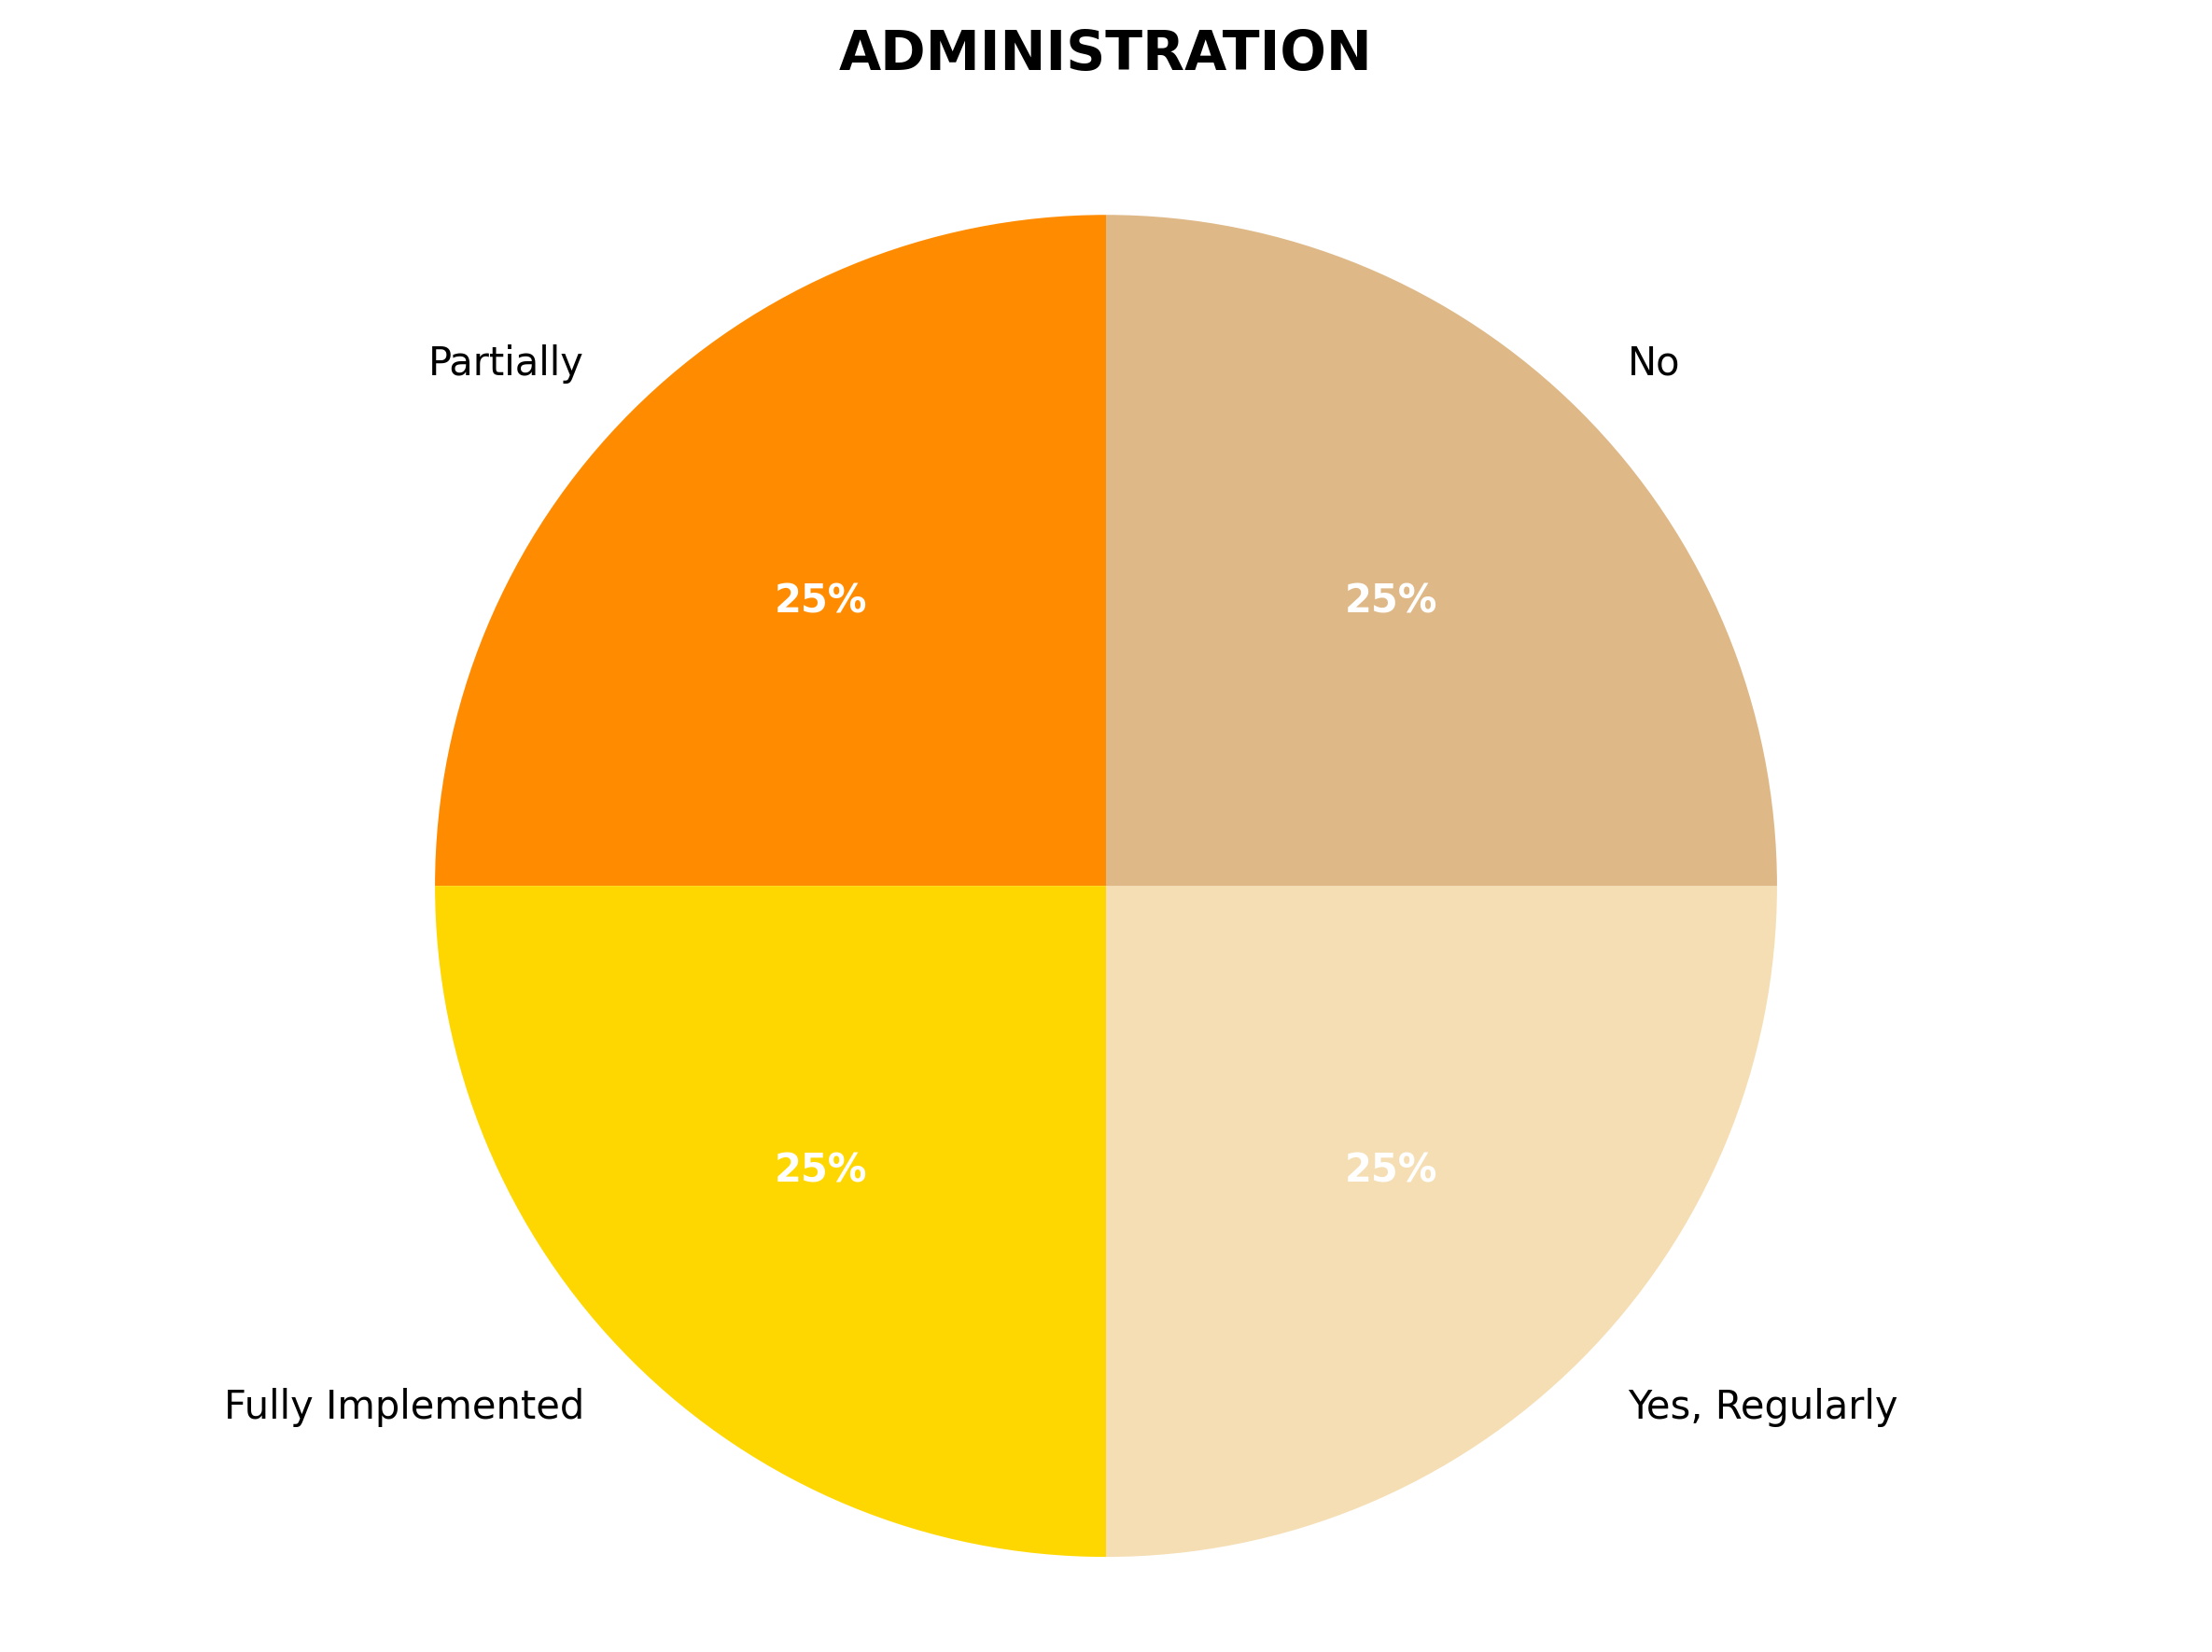 ADMINISTRATION
Partially
No
25%
25%
25%
25%
Fully Implemented
Yes, Regularly